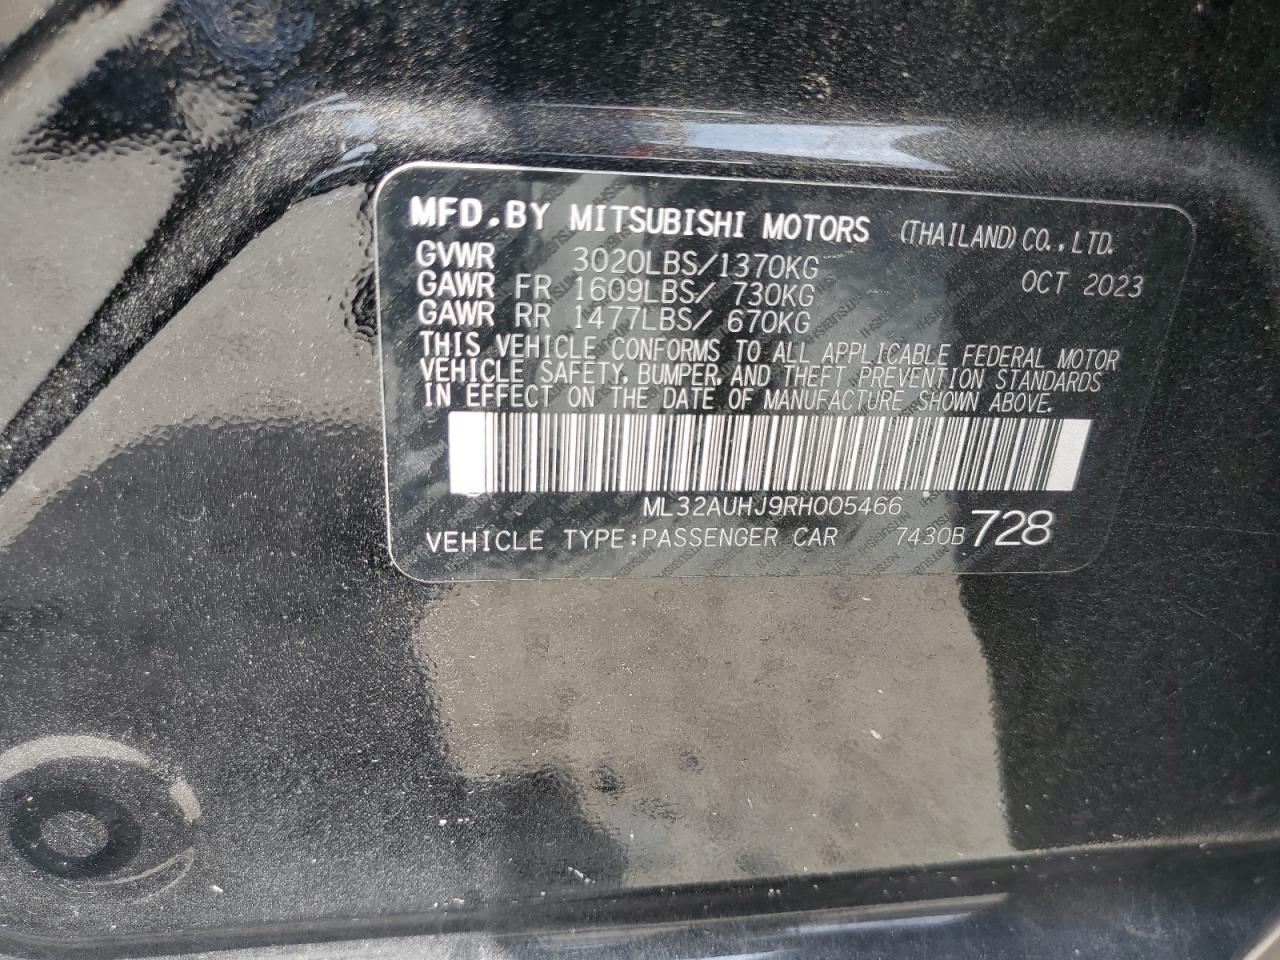 MFD.BY MITSUBISHI MOTORS (THAILAND) CO., LTD.
GVWR 3020LBS/1370KG OCT 2023
GAWR FR 1609LBS/ 730KG
GAWR RR 1477LBS/ 670KG
THIS VEHICLE CONFORMS TO ALL APPLICABLE FEDERAL MOTOR
VEHICLE SAFETY, BUMPER, AND THEFT PREVENTION STANDARDS
IN EFFECT ON THE DATE OF MANUFACTURE SHOWN ABOVE.
ML32AUHJ9RH005466
VEHICLE TYPE:PASSENGER CAR 7430B 728